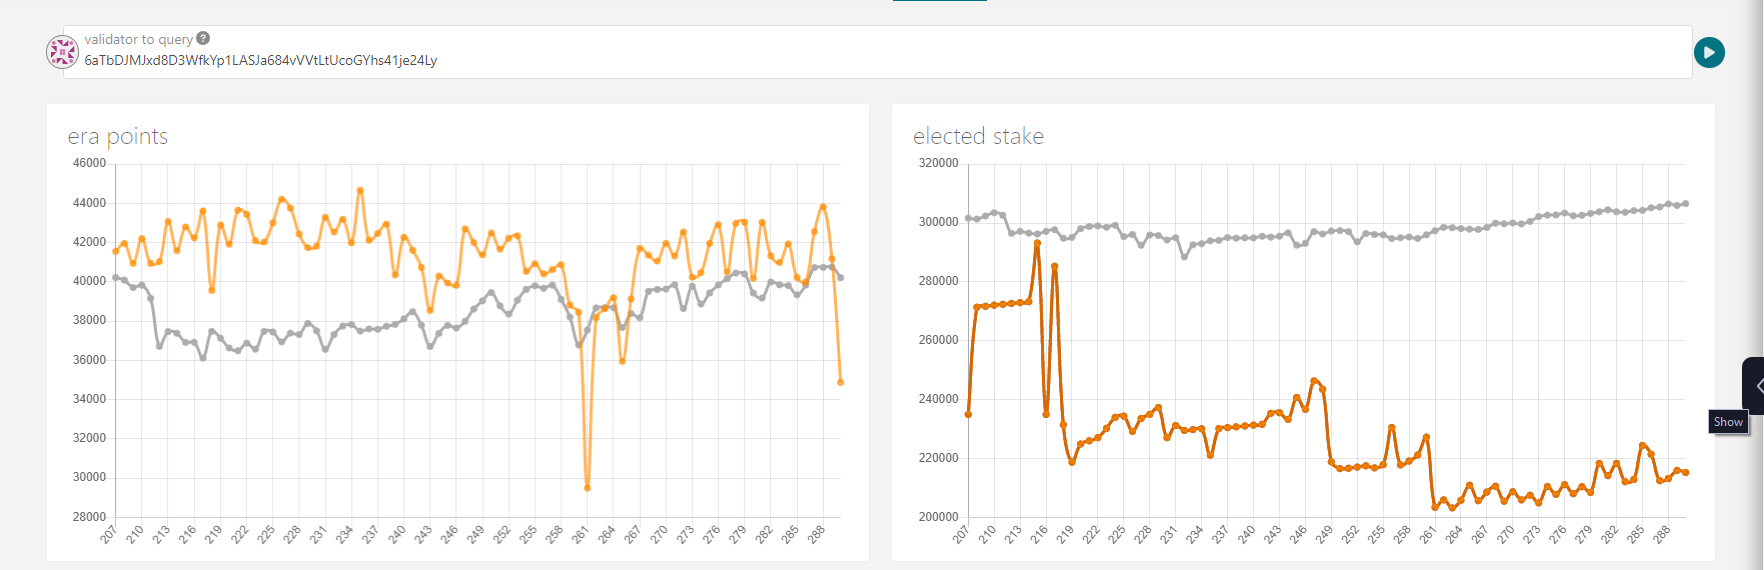 validator to query ?
6aTbDJMJxd8D3WfkYp1LASJa684vVVtLtUcoGYhs41je24Ly
era points
46000
44000
42000
40000
38000
36000
34000
32000
30000
28000
207 210 213 216 219 222 225 228 231 234 237 240 243 246 249 252 255 258 261 264 267 270 273 276 279 282 285 288
elected stake
320000
300000
280000
260000
240000
220000
200000
207 210 213 216 219 222 225 228 231 234 237 240 243 246 249 252 255 258 261 264 267 270 273 276 279 282 285 288
Show